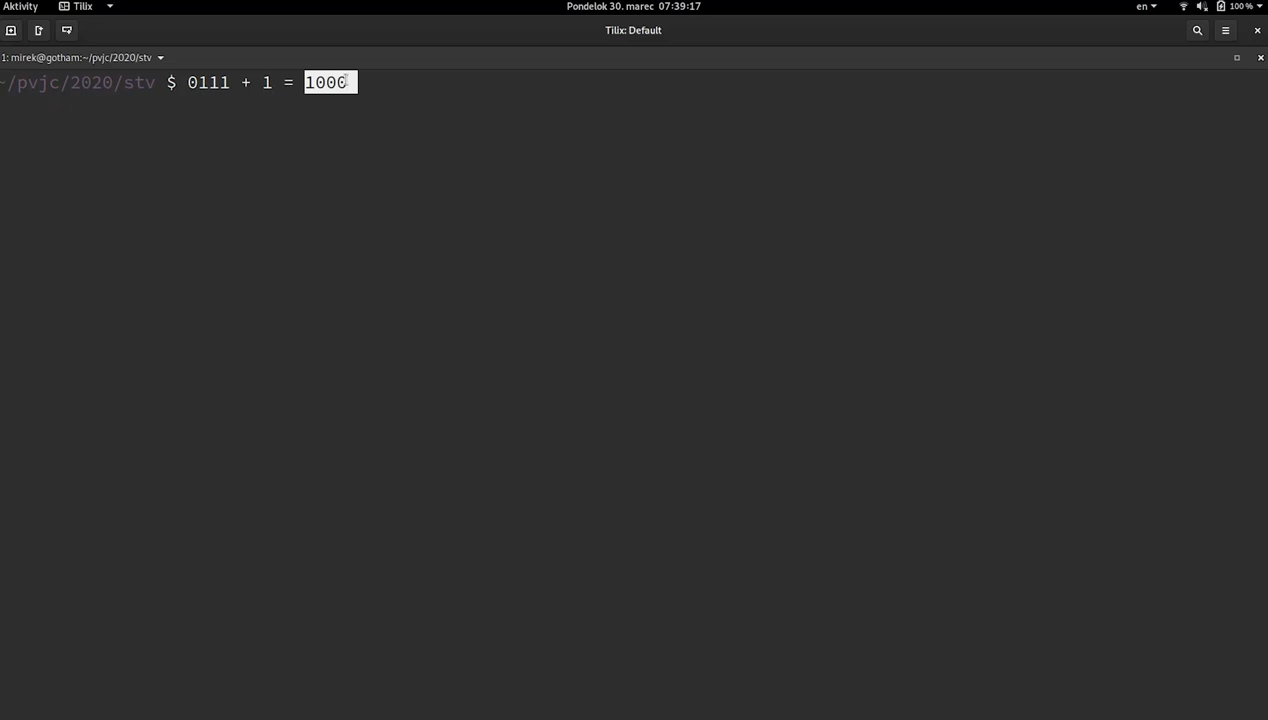 Aktivity Tilix Pondelok 30. marec 07:39:17 en 100 %
Tilix: Default
1: mirek@gotham:~/pvjc/2020/stv
~/pvjc/2020/stv $ 0111 + 1 = 1000